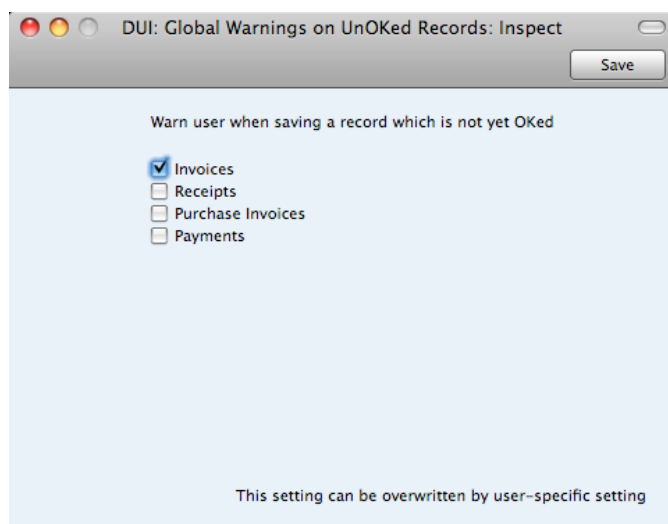 DUI: Global Warnings on UnOKed Records: Inspect
Save
Warn user when saving a record which is not yet OKed
Invoices
Receipts
Purchase Invoices
Payments
This setting can be overwritten by user-specific setting